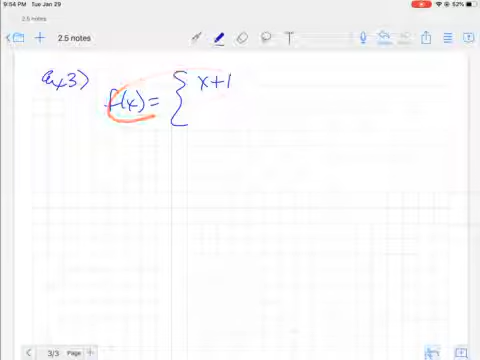 9:04 PM Tue Jan 29 52%
2.5 notes
2.5 notes
T
ex3)
f(x) = { x+1
3/3 Page